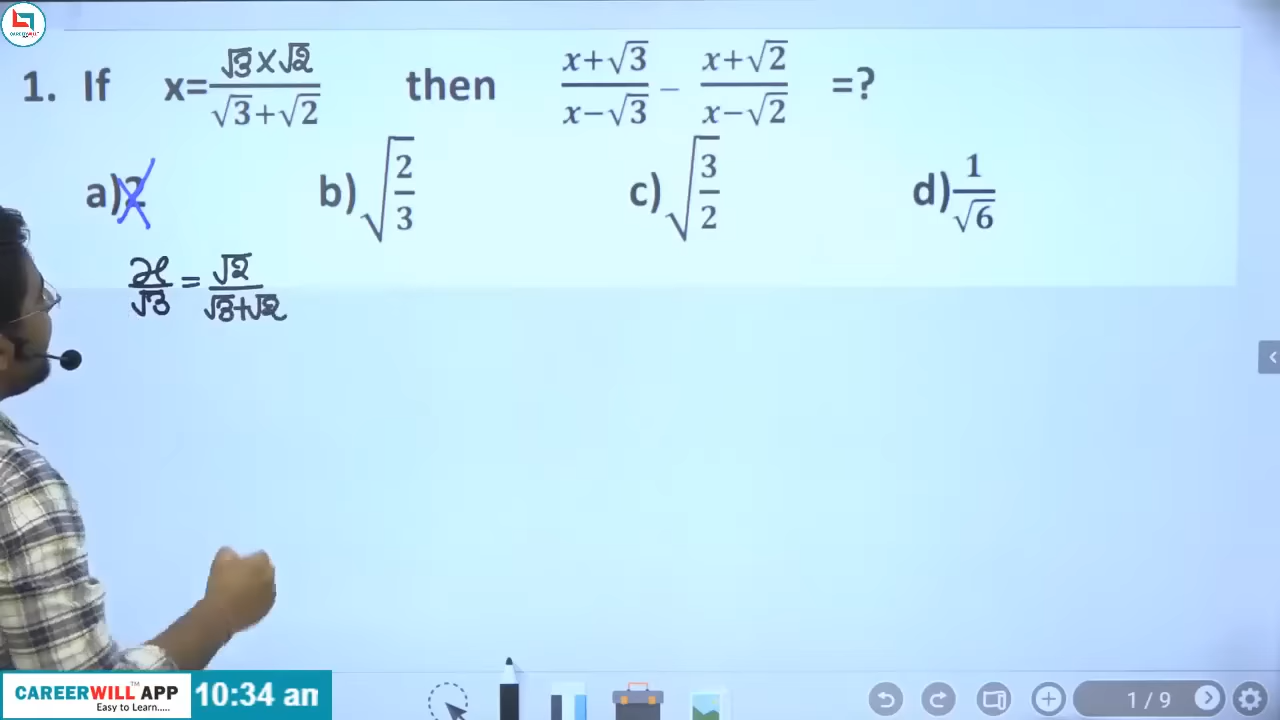 CAREERWILL
1. If x=√3×√2/√3+√2 then x+√3/x−√3 − x+√2/x−√2 =?
a)2 b)√2/3 c)√3/2 d)1/√6
x/√3 = √2/√3+√2
CAREERWILL™ APP 10:34 am
Easy to Learn.....
1 / 9